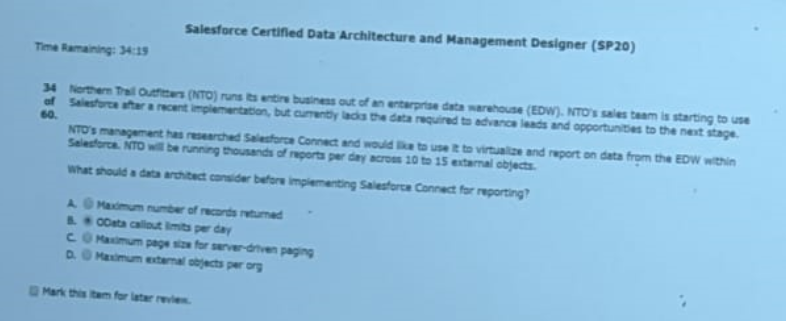 Salesforce Certified Data Architecture and Management Designer (SP20)
Time Remaining: 34:19
34 of 60.
Northern Trail Outfitters (NTO) runs its entire business out of an enterprise data warehouse (EDW). NTO's sales team is starting to use
Salesforce after a recent implementation, but currently lacks the data required to advance leads and opportunities to the next stage.
NTO's management has researched Salesforce Connect and would like to use it to virtualize and report on data from the EDW within
Salesforce. NTO will be running thousands of reports per day across 10 to 15 external objects.
What should a data architect consider before implementing Salesforce Connect for reporting?
A. Maximum number of records returned
B. OData callout limits per day
C. Maximum page size for server-driven paging
D. Maximum external objects per org
Mark this item for later review.